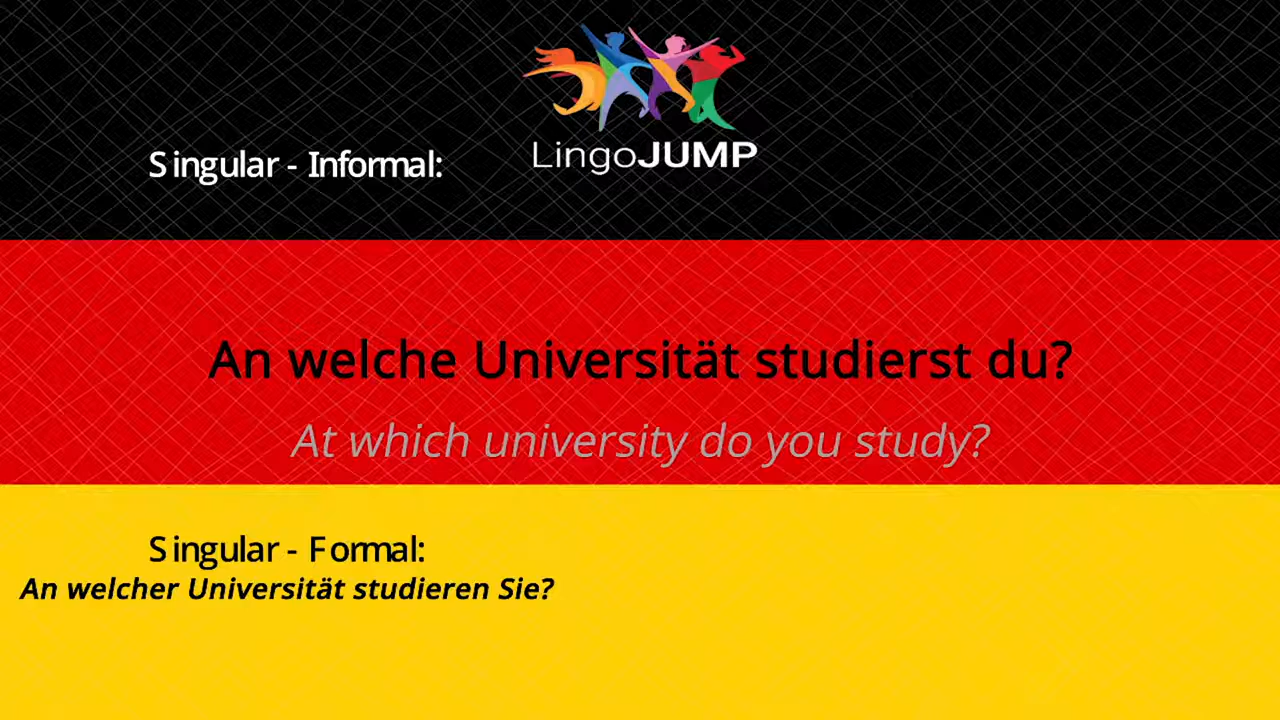 LingoJUMP
Singular - Informal:
An welche Universität studierst du?
At which university do you study?
Singular - Formal:
An welcher Universität studieren Sie?